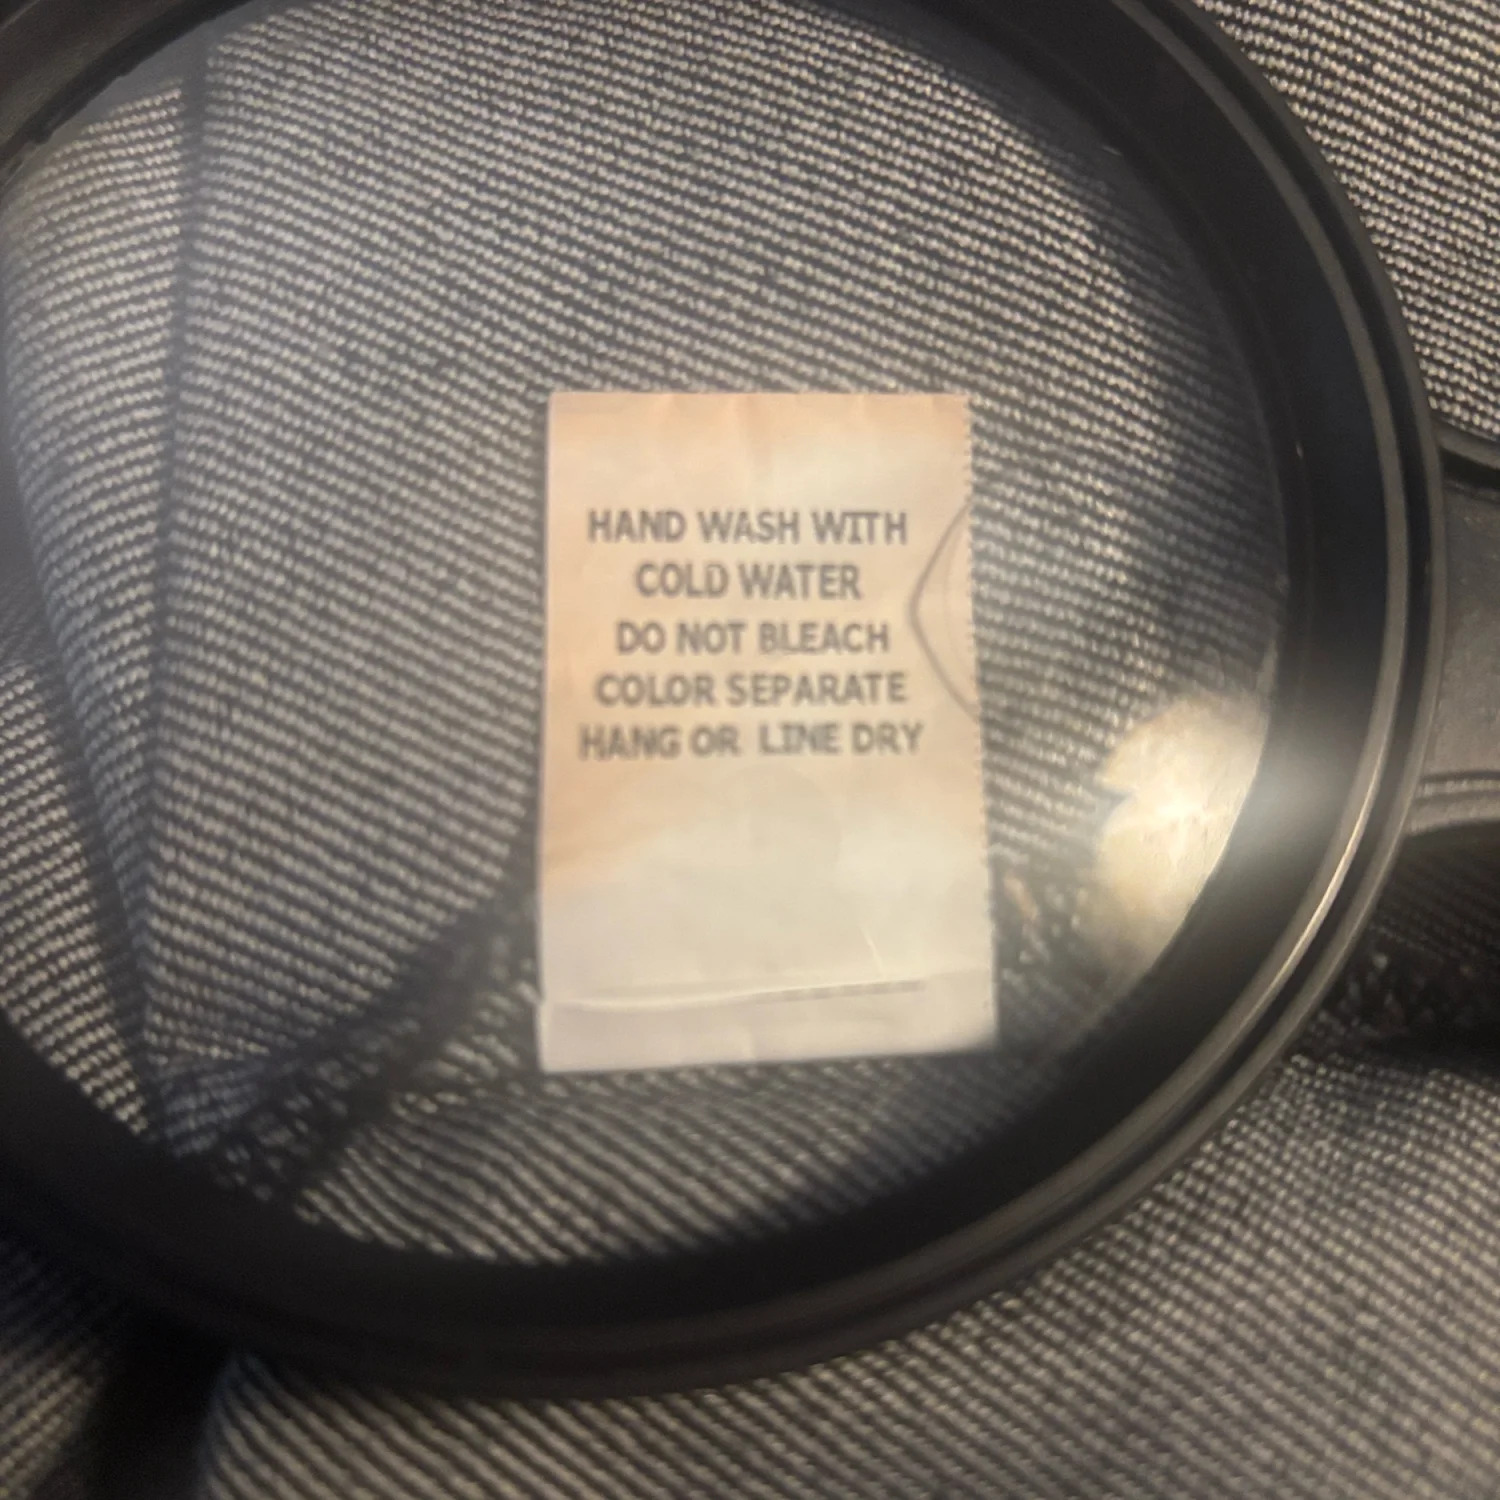 HAND WASH WITH
COLD WATER
DO NOT BLEACH
COLOR SEPARATE
HANG OR LINE DRY